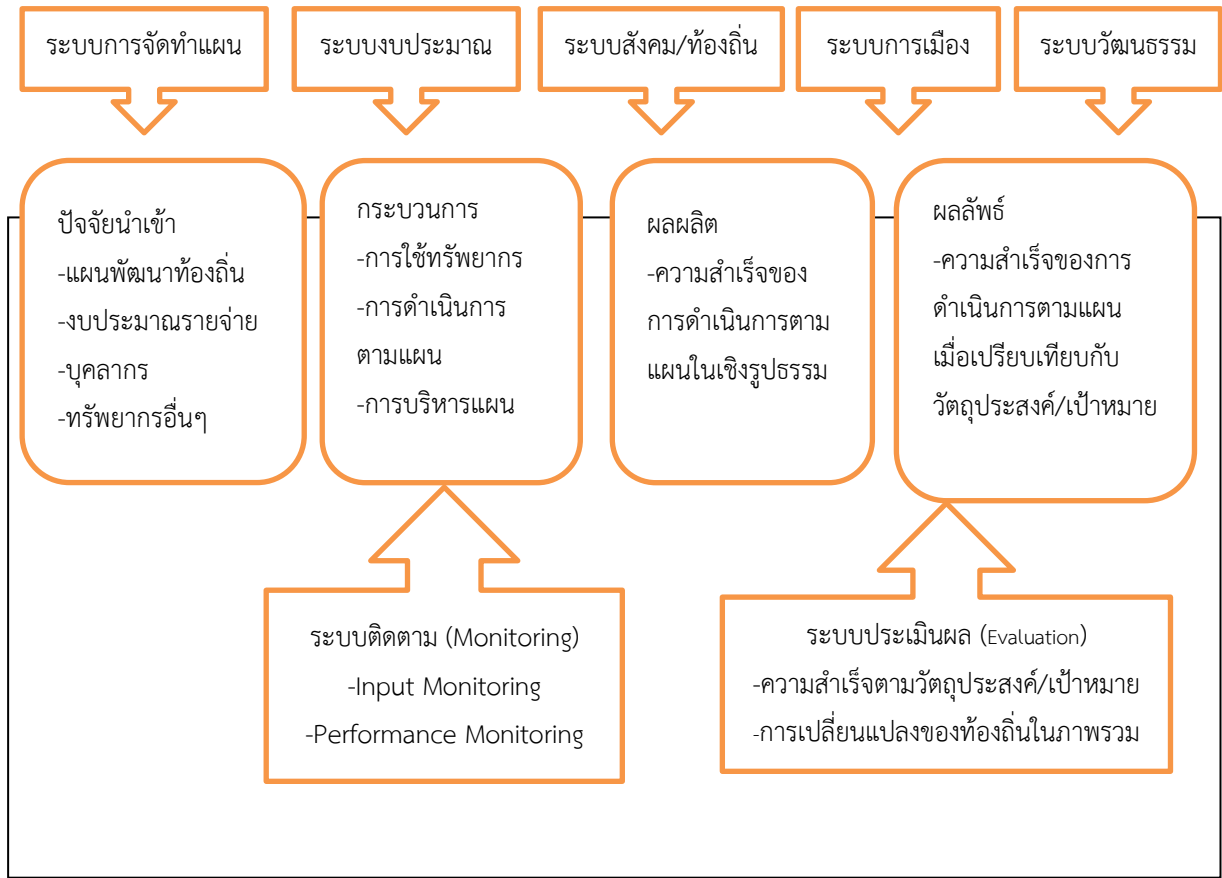 ระบบการจัดทำแผน
ระบบงบประมาณ
ระบบสังคม/ท้องถิ่น
ระบบการเมือง
ระบบวัฒนธรรม
ปัจจัยนำเข้า
-แผนพัฒนาท้องถิ่น
-งบประมาณรายจ่าย
-บุคลากร
-ทรัพยากรอื่นๆ
กระบวนการ
-การใช้ทรัพยากร
-การดำเนินการ
ตามแผน
-การบริหารแผน
ผลผลิต
-ความสำเร็จของ
การดำเนินการตาม
แผนในเชิงรูปธรรม
ผลลัพธ์
-ความสำเร็จของการ
ดำเนินการตามแผน
เมื่อเปรียบเทียบกับ
วัตถุประสงค์/เป้าหมาย
ระบบติดตาม (Monitoring)
-Input Monitoring
-Performance Monitoring
ระบบประเมินผล (Evaluation)
-ความสำเร็จตามวัตถุประสงค์/เป้าหมาย
-การเปลี่ยนแปลงของท้องถิ่นในภาพรวม